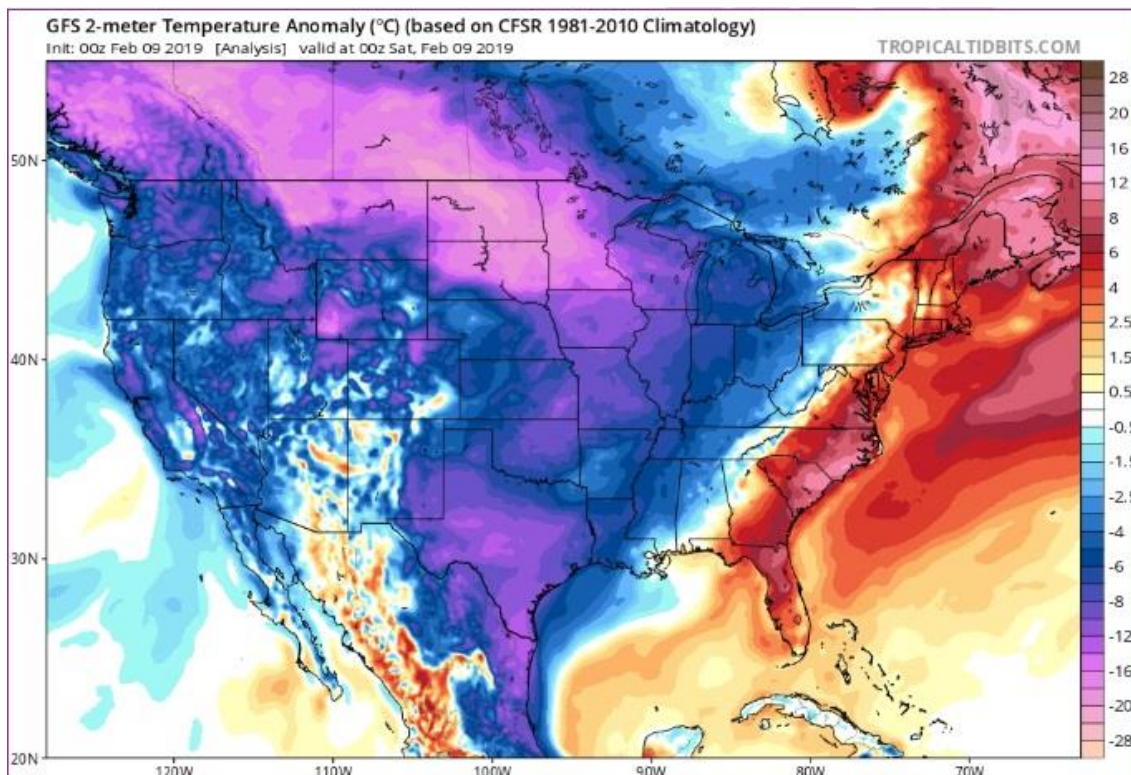 GFS 2-meter Temperature Anomaly (°C) (based on CFSR 1981-2010 Climatology)
Init: 00z Feb 09 2019 [Analysis] valid at 00z Sat, Feb 09 2019
TROPICALTIDBITS.COM
28
20
16
12
8
6
4
2.5
1.5
0.5
-0.5
-1.5
-2.5
-4
-6
-8
-12
-16
-20
-28
50N
40N
30N
20N
120W
110W
100W
90W
80W
70W